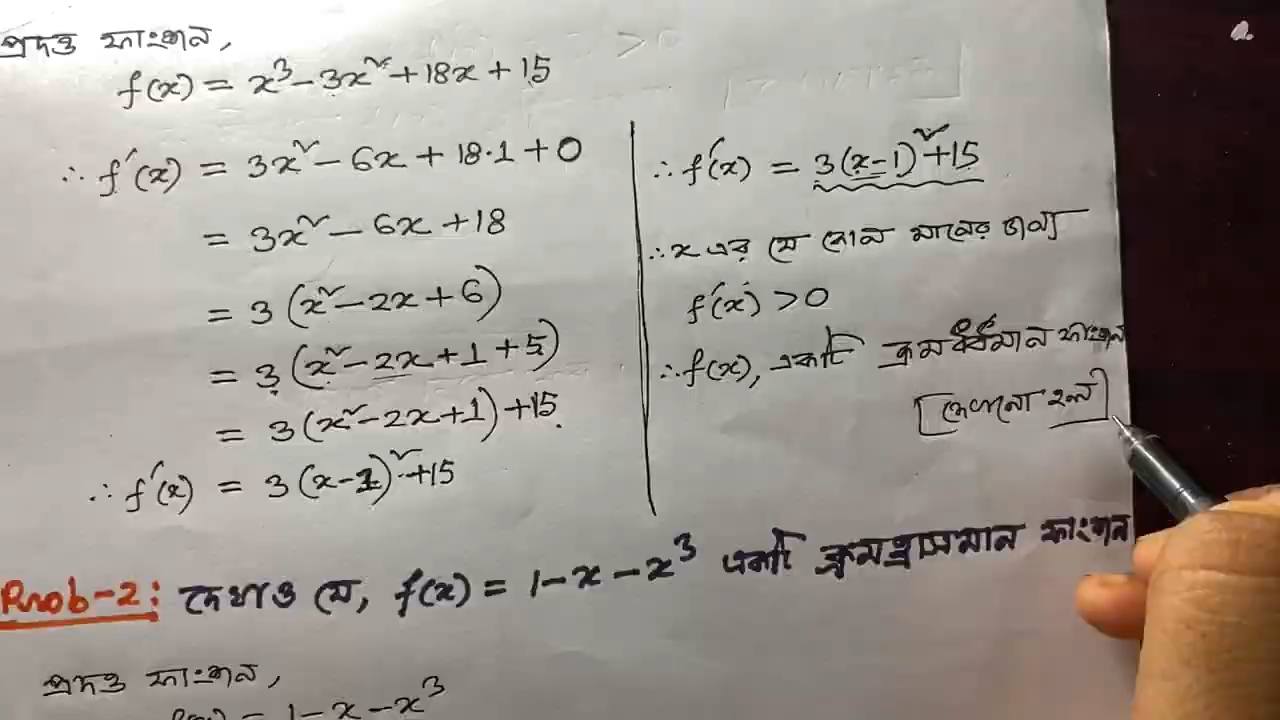 প্রদত্ত ফাংশন,
f(x) = x³ - 3x² + 18x + 15
∴ f′(x) = 3x² - 6x + 18·1 + 0
= 3x² - 6x + 18
= 3(x² - 2x + 6)
= 3(x² - 2x + 1 + 5)
= 3(x² - 2x + 1) + 15
∴ f′(x) = 3(x-1)² + 15
∴ f′(x) = 3(x-1)² + 15
∴ x এর যে কোন মানের জন্য
f′(x) > 0
∴ f(x), একটি ক্রমবর্ধমান ফাংশন
[দেখানো হল]
Prob-2: দেখাও যে, f(x) = 1 - x - x³ একটি ক্রমহ্রাসমান ফাংশন
প্রদত্ত ফাংশন,
f(x) = 1 - x - x³